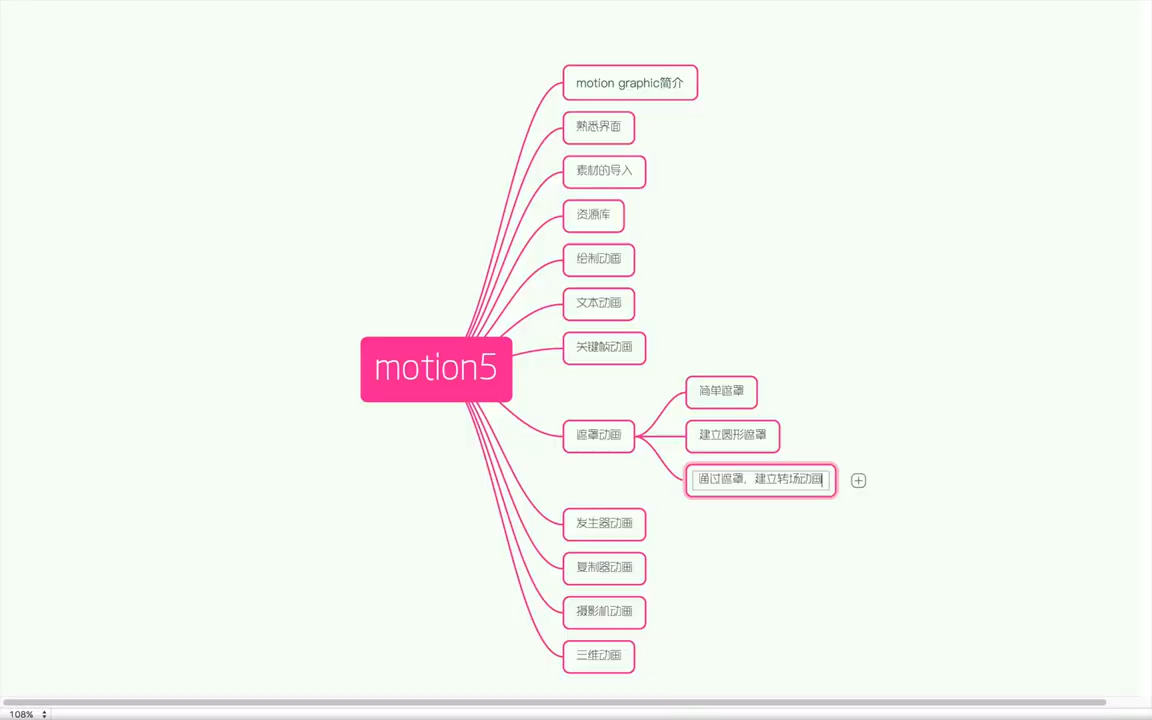 motion graphic简介
熟悉界面
素材的导入
资源库
绘制动画
文本动画
关键帧动画
motion5
简单遮罩
遮罩动画
建立圆形遮罩
通过遮罩，建立转场动画
发生器动画
复制器动画
摄影机动画
三维动画
108%